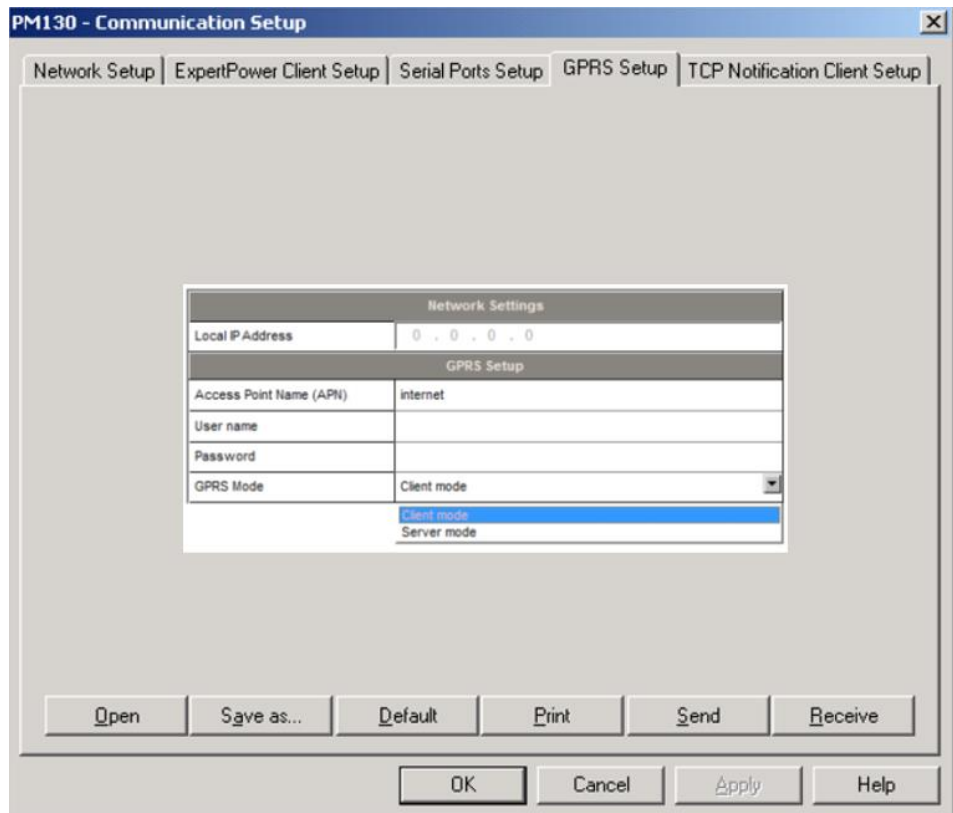 PM130 - Communication Setup
Network Setup ExpertPower Client Setup Serial Ports Setup GPRS Setup TCP Notification Client Setup
Network Settings
Local IP Address 0 . 0 . 0 . 0
GPRS Setup
Access Point Name (APN) internet
User name
Password
GPRS Mode Client mode
Client mode
Server mode
Open Save as... Default Print Send Receive
OK Cancel Apply Help